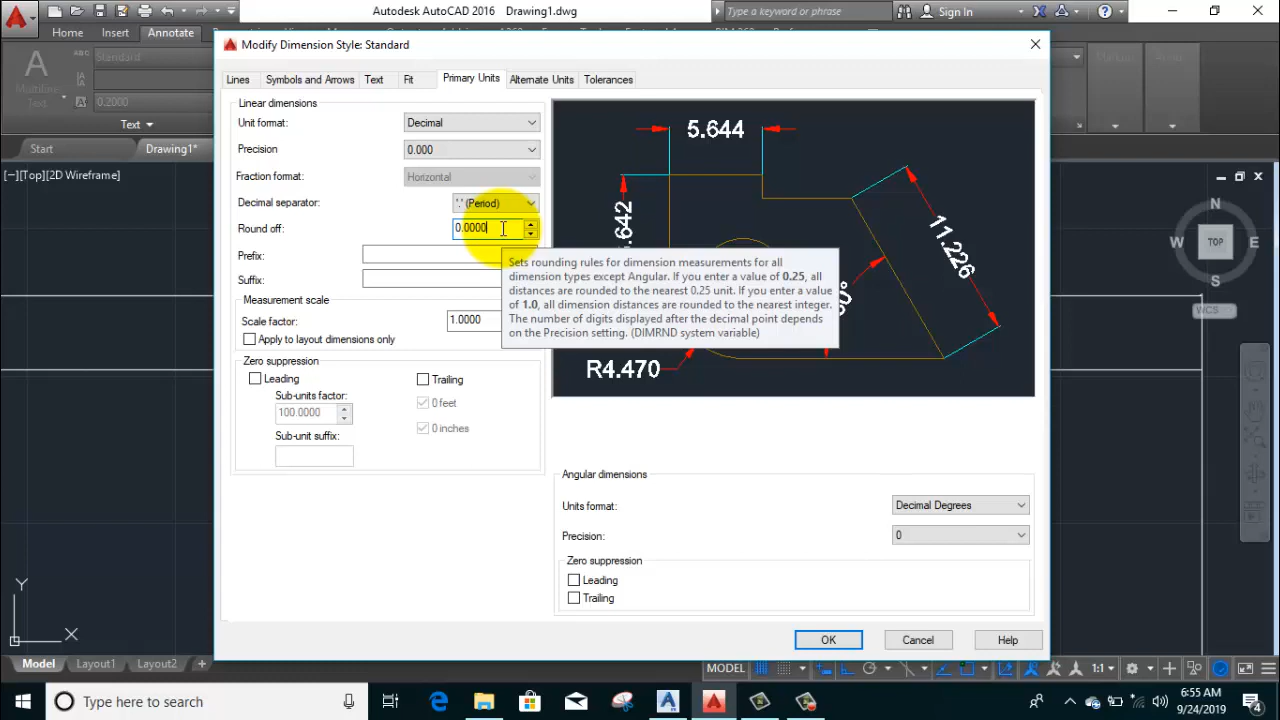 Autodesk AutoCAD 2016 Drawing1.dwg
Type a keyword or phrase
Sign In
Home
Insert
Annotate
Modify Dimension Style: Standard
Standard
Multiline
Text
0.2000
Text
Start
Drawing1*
[−][Top][2D Wireframe]
Lines
Symbols and Arrows
Text
Fit
Primary Units
Alternate Units
Tolerances
Linear dimensions
Unit format:
Decimal
Precision
0.000
Fraction format:
Horizontal
Decimal separator:
'.' (Period)
Round off:
0.0000
Prefix:
Suffix:
Measurement scale
Scale factor:
1.0000
Apply to layout dimensions only
Zero suppression
Leading
Trailing
Sub-units factor:
100.0000
0 feet
Sub-unit suffix:
0 inches
5.644
.642
11.226
R4.470
Sets rounding rules for dimension measurements for all
dimension types except Angular. If you enter a value of 0.25, all
distances are rounded to the nearest 0.25 unit. If you enter a value
of 1.0, all dimension distances are rounded to the nearest integer.
The number of digits displayed after the decimal point depends
on the Precision setting. (DIMRND system variable)
Angular dimensions
Units format:
Decimal Degrees
Precision:
0
Zero suppression
Leading
Trailing
OK
Cancel
Help
N
W
TOP
E
S
WCS
Y
X
Model
Layout1
Layout2
+
MODEL
1:1
Type here to search
6:55 AM
9/24/2019
4